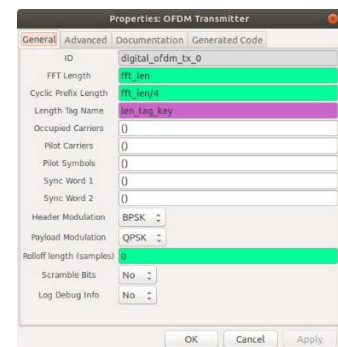 Properties: OFDM Transmitter
General Advanced Documentation Generated Code
ID digital_ofdm_tx_0
FFT Length fft_len
Cyclic Prefix Length fft_len/4
Length Tag Name len_tag_key
Occupied Carriers ()
Pilot Carriers ()
Pilot Symbols ()
Sync Word 1 ()
Sync Word 2 ()
Header Modulation BPSK
Payload Modulation QPSK
Rolloff length (samples) 0
Scramble Bits No
Log Debug Info No
OK Cancel Apply